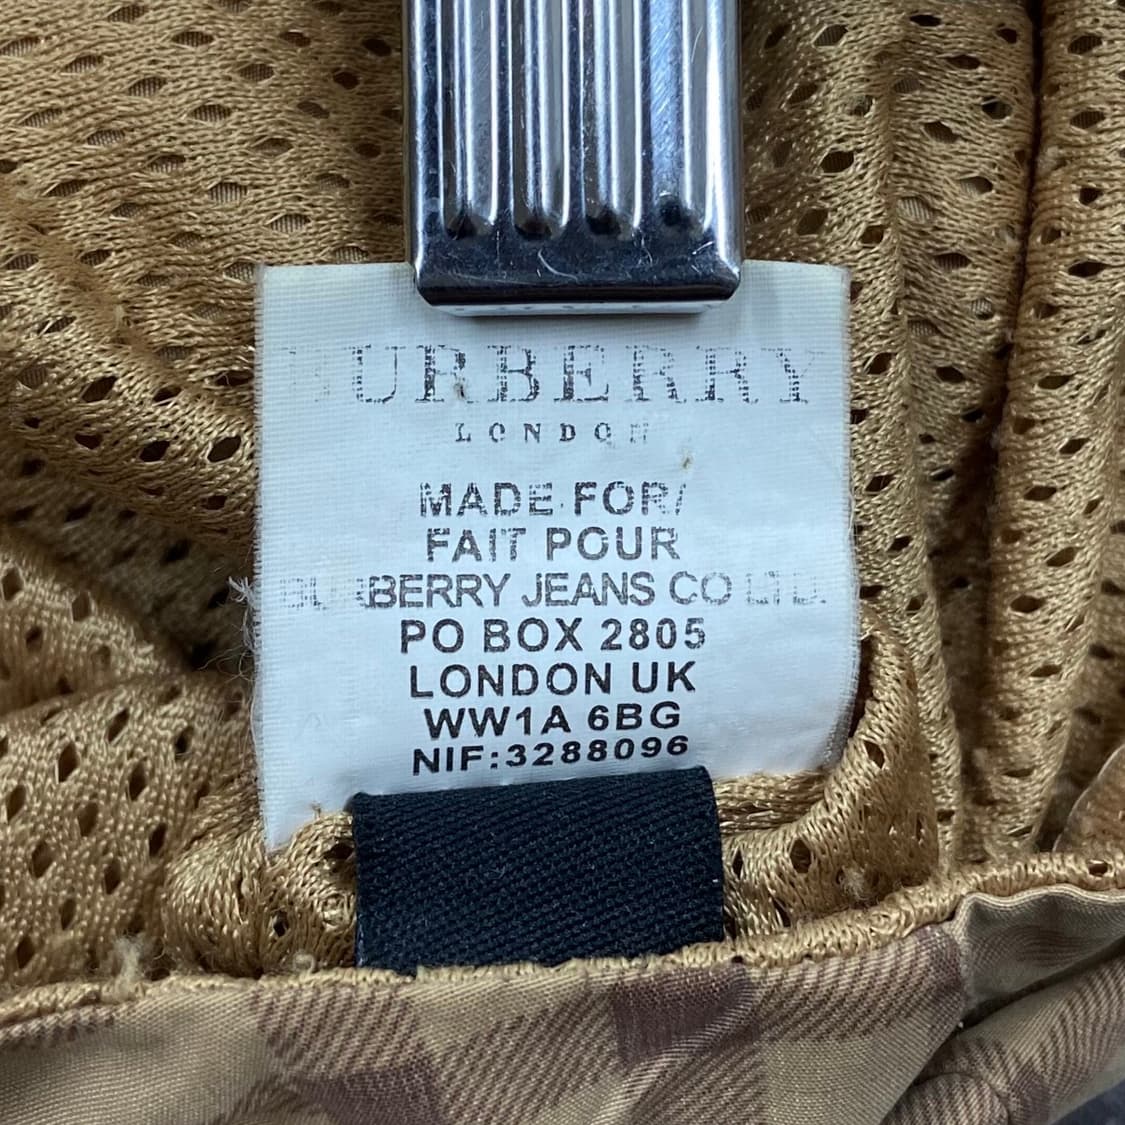 BURBERRY
LONDON
MADE FOR/
FAIT POUR
BURBERRY JEANS CO LTD.
PO BOX 2805
LONDON UK
WW1A 6BG
NIF:3288096